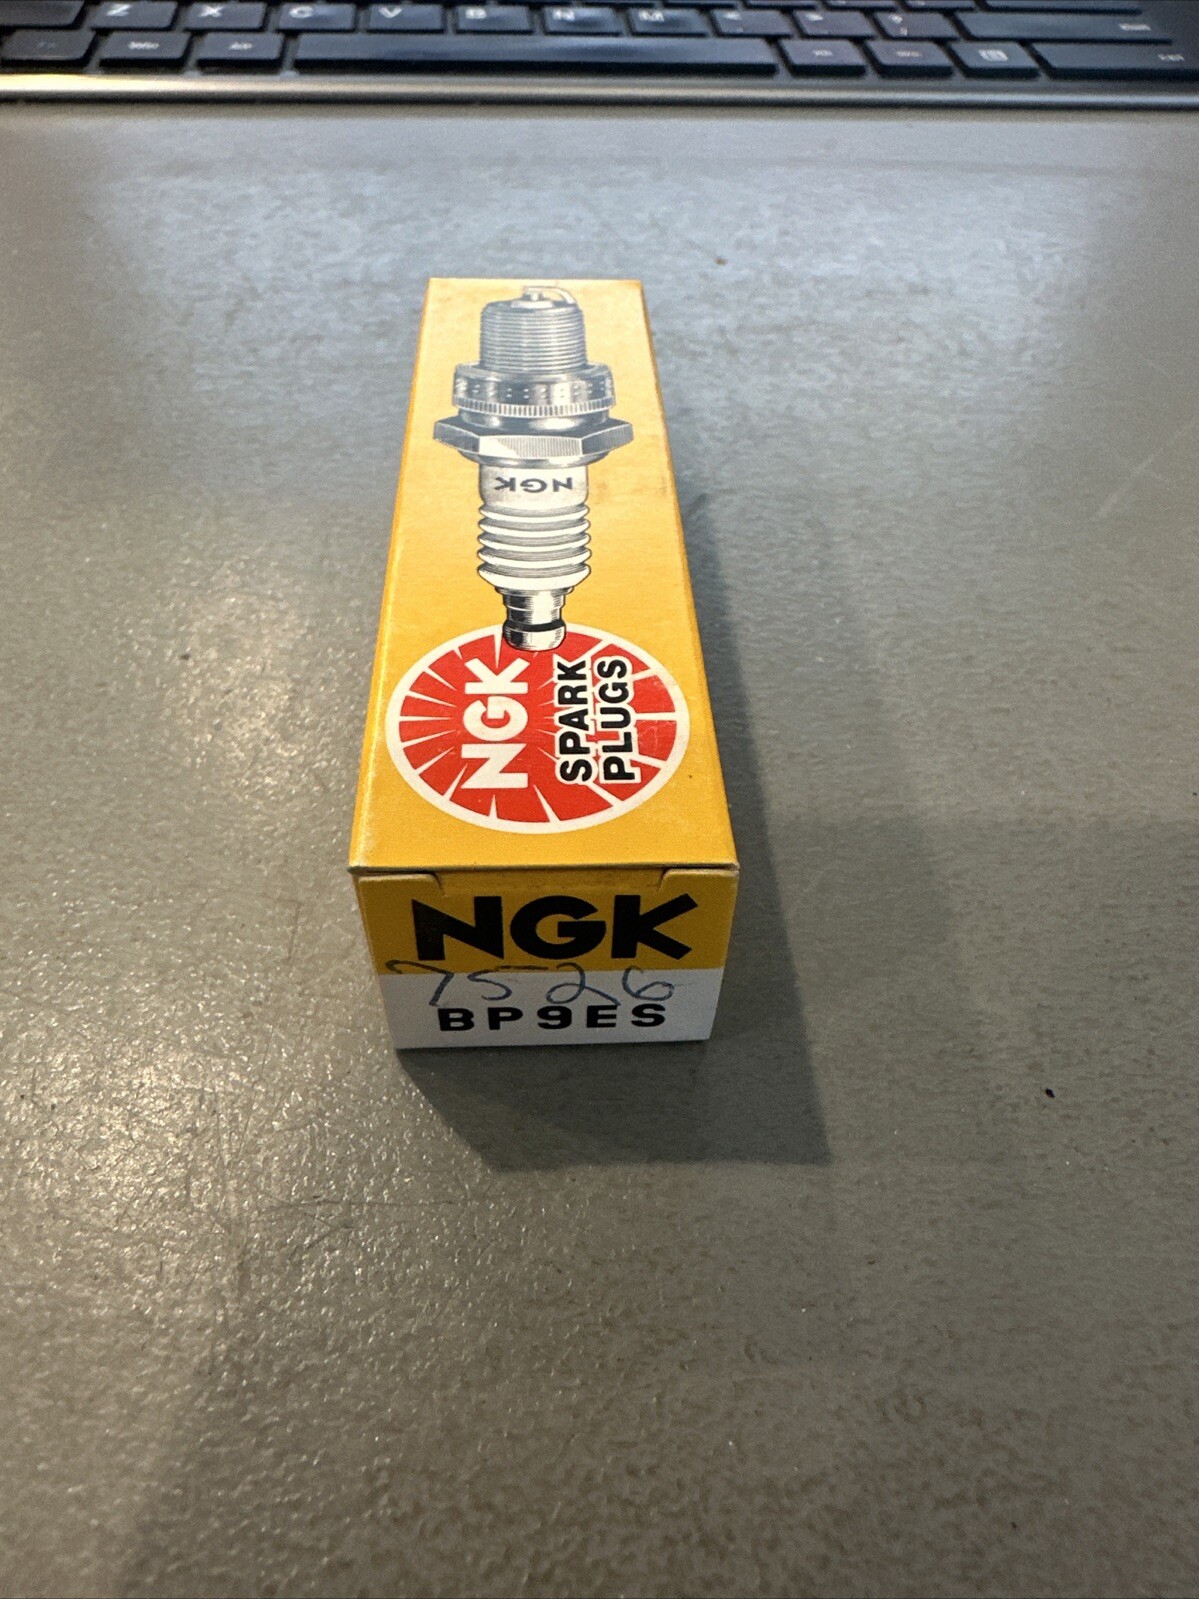 Z X C V B N M
NGK
NGK
SPARK
PLUGS
NGK
7526
BP9ES